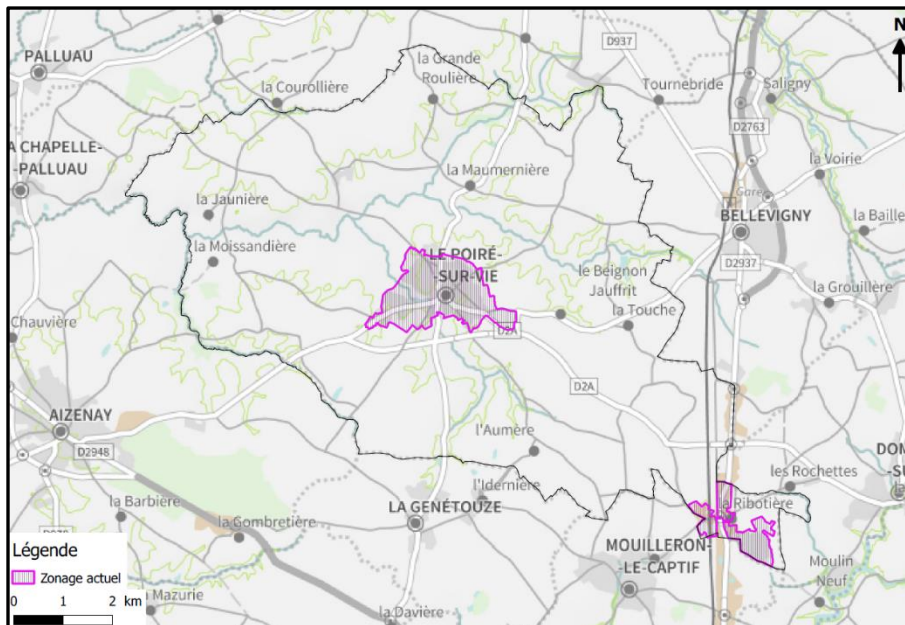 N
PALLUAU
la Courollière
la Grande
Roulière
D937
Tournebride
Saligny
D2763
LA CHAPELLE-
-PALLUAU
la Maumernière
la Voirie
la Jaunière
Gare
BELLEVIGNY
la Baille
la Moissandière
LE POIRÉ-
-SUR-VIE
D2937
le Beignon
Jauffrit
la Grouillère
la Touche
Chauvière
D2A
D2A
AIZENAY
D2948
l'Aumère
les Rochettes
DOM
-SU
l'Idernière
la Ribotière
la Barbière
LA GENÉTOUZE
la Gombretière
MOUILLERON-
-LE-CAPTIF
Moulin
Neuf
Mazurie
la Davière
Légende
Zonage actuel
0 1 2 km